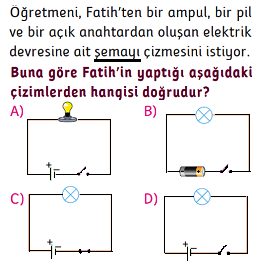 Öğretmeni, Fatih'ten bir ampul, bir pil
ve bir açık anahtardan oluşan elektrik
devresine ait şemayı çizmesini istiyor.
Buna göre Fatih'in yaptığı aşağıdaki
çizimlerden hangisi doğrudur?
A) B)
+
C) D)
+ +